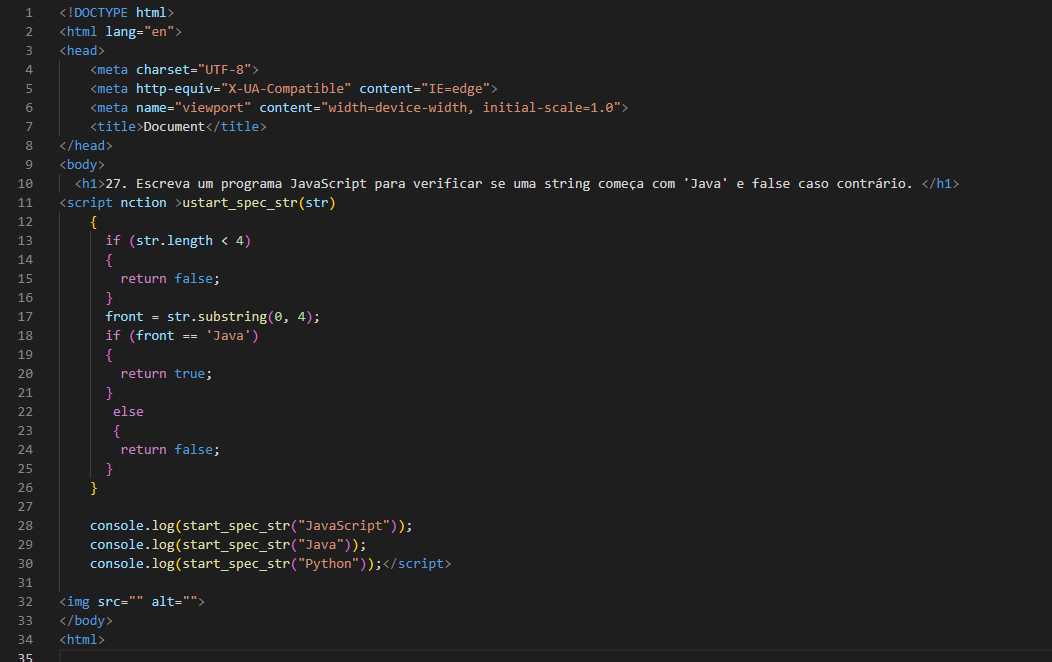 1 <!DOCTYPE html>
2 <html lang="en">
3 <head>
4     <meta charset="UTF-8">
5     <meta http-equiv="X-UA-Compatible" content="IE=edge">
6     <meta name="viewport" content="width=device-width, initial-scale=1.0">
7     <title>Document</title>
8 </head>
9 <body>
10   <h1>27. Escreva um programa JavaScript para verificar se uma string começa com 'Java' e false caso contrário. </h1>
11 <script nction >ustart_spec_str(str)
12     {
13       if (str.length < 4)
14       {
15         return false;
16       }
17       front = str.substring(0, 4);
18       if (front == 'Java')
19       {
20         return true;
21       }
22        else
23        {
24         return false;
25       }
26     }
27
28     console.log(start_spec_str("JavaScript"));
29     console.log(start_spec_str("Java"));
30     console.log(start_spec_str("Python"));</script>
31
32 <img src="" alt="">
33 </body>
34 <html>
35